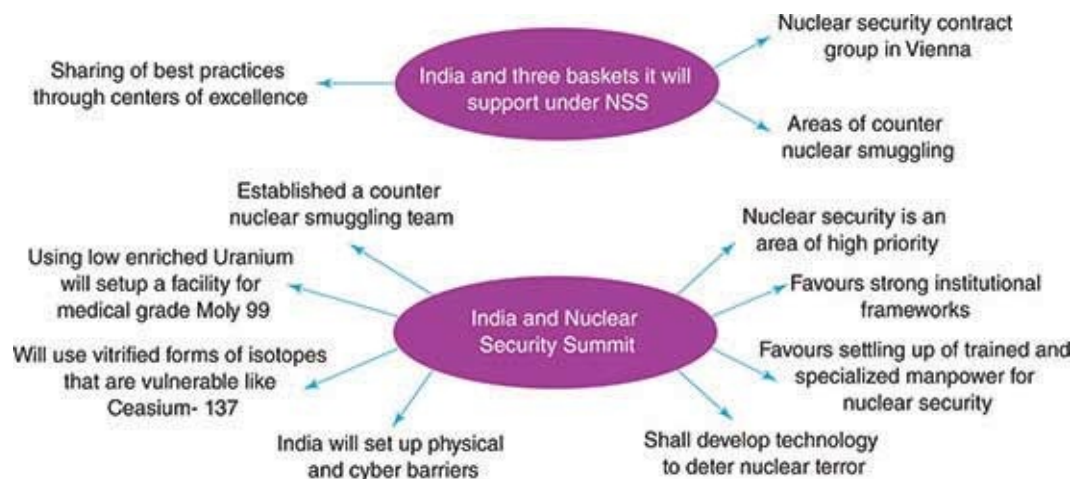 Nuclear security contract
group in Vienna
Sharing of best practices
through centers of excellence
India and three baskets it will
support under NSS
Areas of counter
nuclear smuggling
Established a counter
nuclear smuggling team
Nuclear security is an
area of high priority
Using low enriched Uranium
will setup a facility for
medical grade Moly 99
Favours strong institutional
frameworks
India and Nuclear
Security Summit
Will use vitrified forms of isotopes
that are vulnerable like
Ceasium- 137
Favours settling up of trained and
specialized manpower for
nuclear security
India will set up physical
and cyber barriers
Shall develop technology
to deter nuclear terror